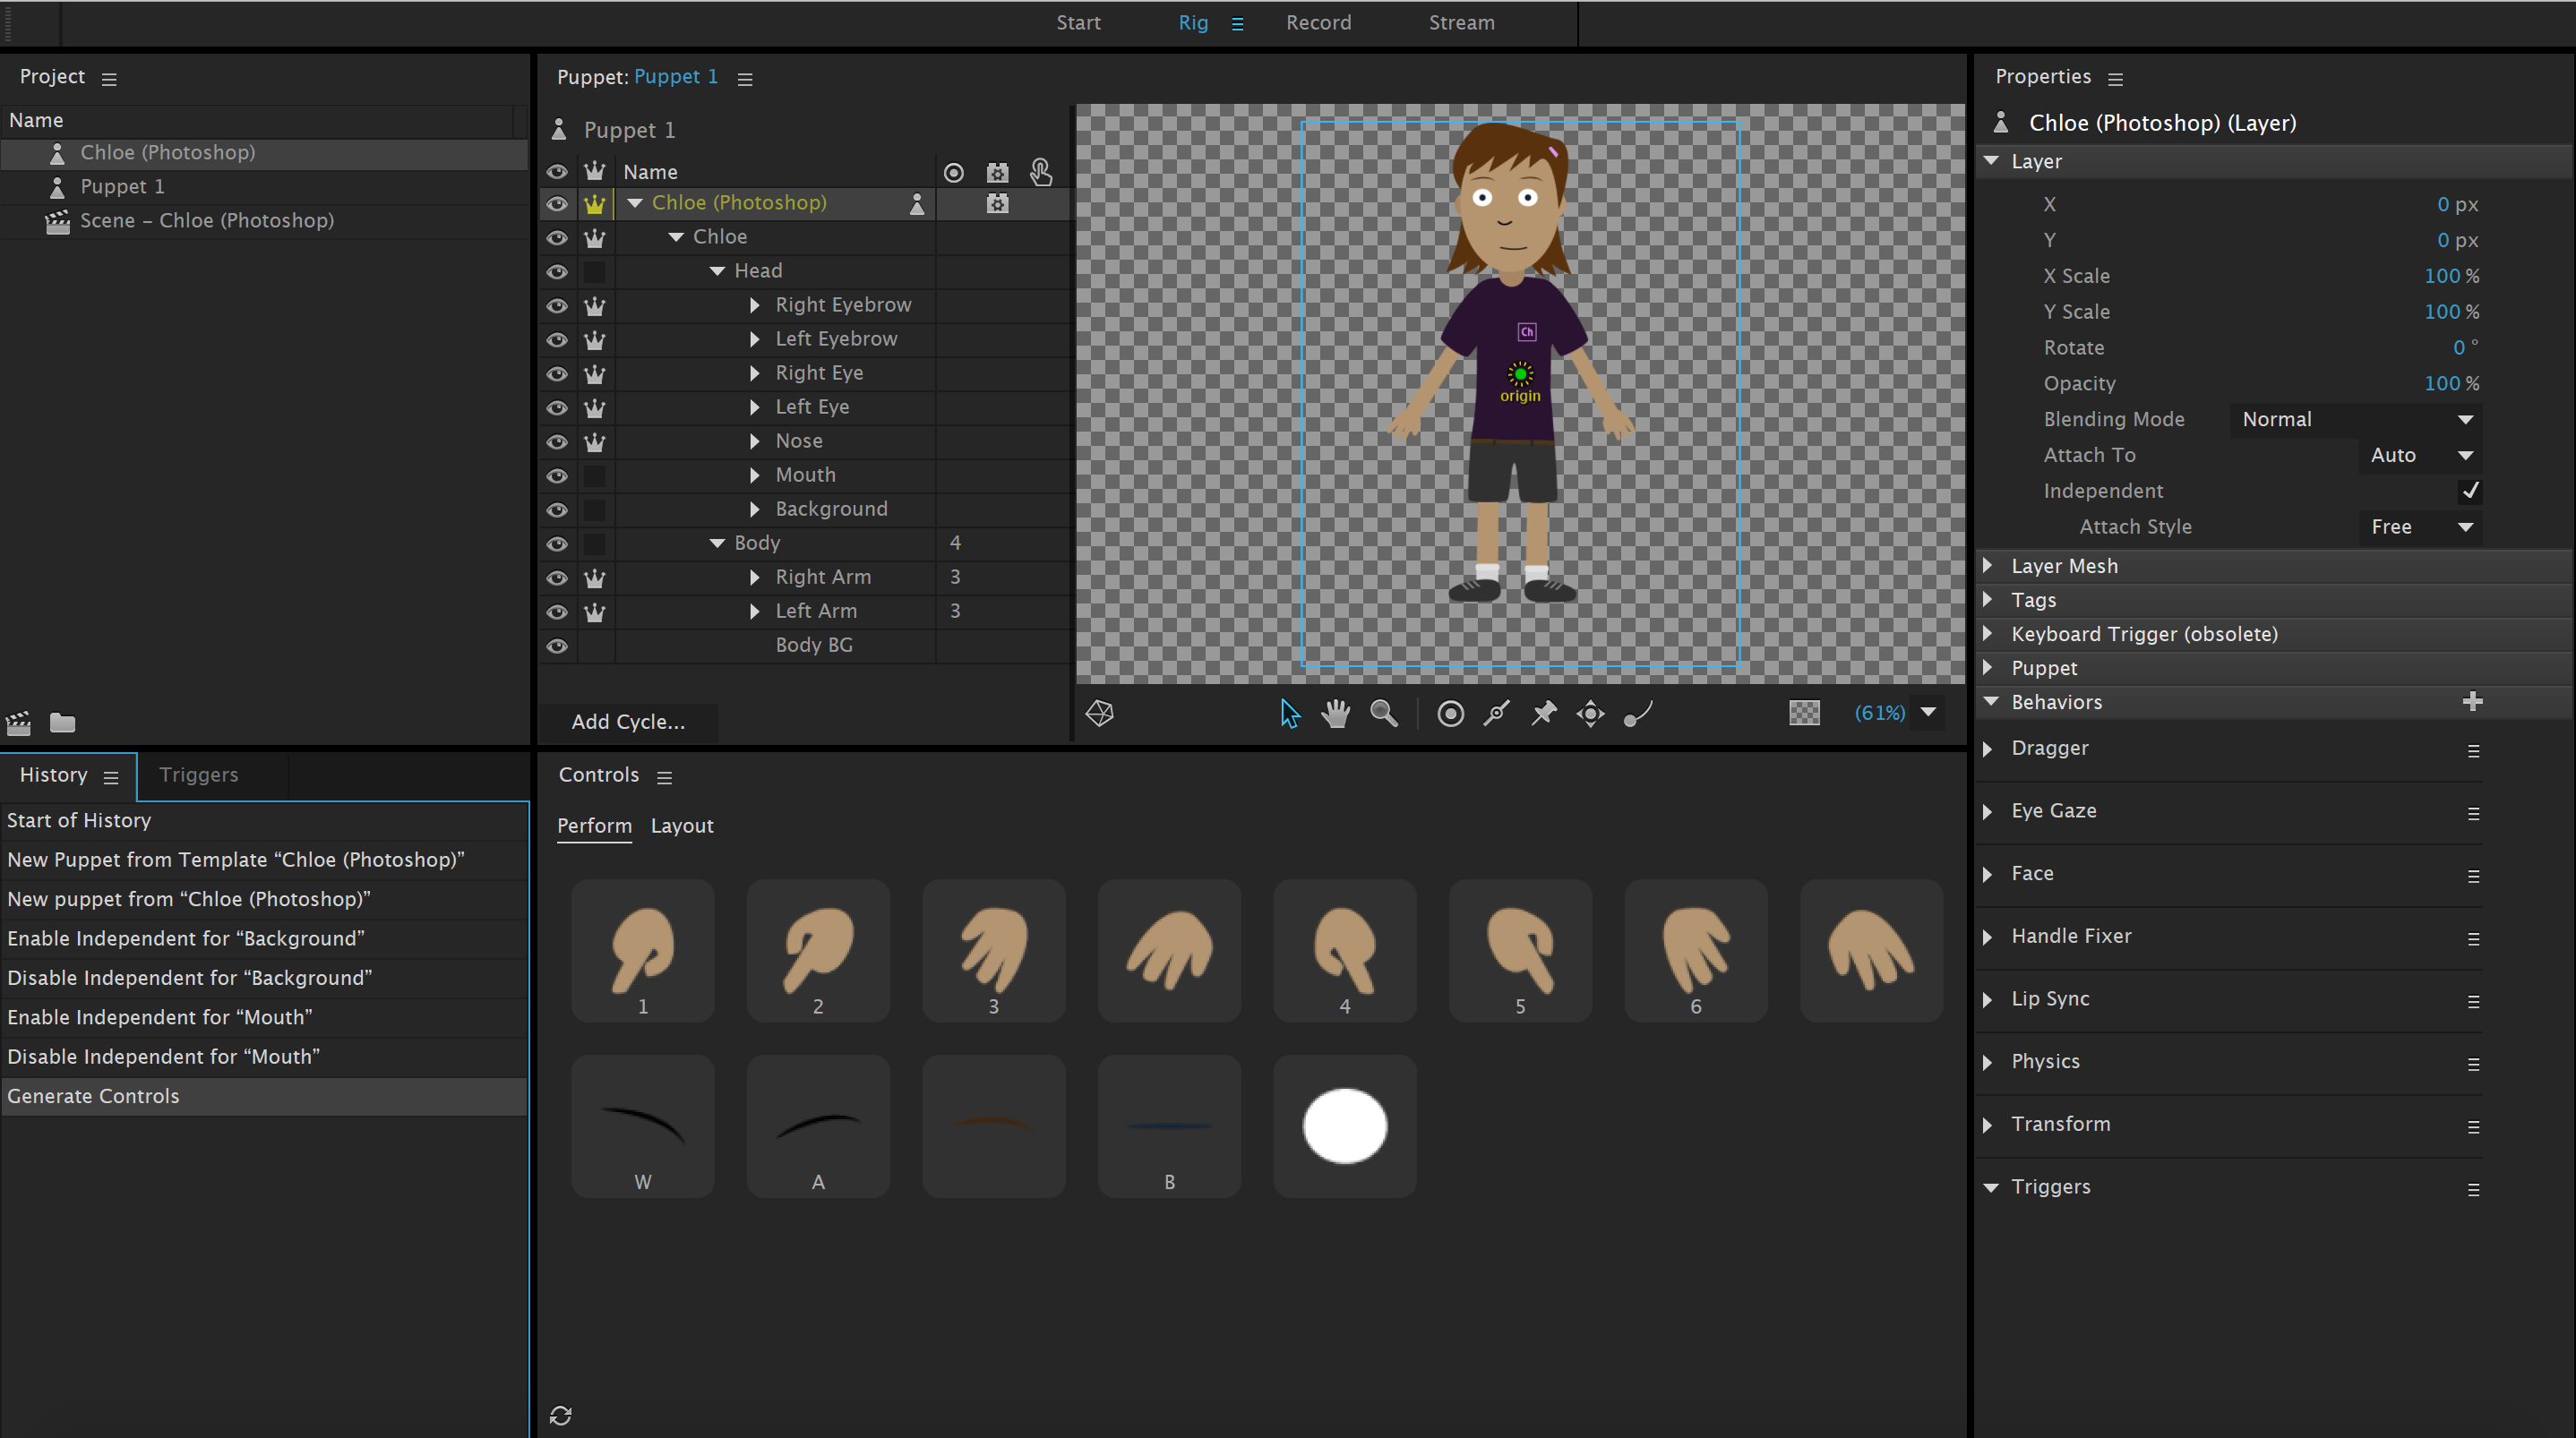 Start Rig Record Stream
Project
Name
Chloe (Photoshop)
Puppet 1
Scene – Chloe (Photoshop)
Puppet: Puppet 1
Puppet 1
Name
Chloe (Photoshop)
Chloe
Head
Right Eyebrow
Left Eyebrow
Right Eye
Left Eye
Nose
Mouth
Background
Body 4
Right Arm 3
Left Arm 3
Body BG
Add Cycle...
Ch
origin
(61%)
Properties
Chloe (Photoshop) (Layer)
Layer
X 0 px
Y 0 px
X Scale 100 %
Y Scale 100 %
Rotate 0 °
Opacity 100 %
Blending Mode Normal
Attach To Auto
Independent
Attach Style Free
Layer Mesh
Tags
Keyboard Trigger (obsolete)
Puppet
Behaviors
Dragger
Eye Gaze
Face
Handle Fixer
Lip Sync
Physics
Transform
Triggers
History Triggers
Start of History
New Puppet from Template “Chloe (Photoshop)”
New puppet from “Chloe (Photoshop)”
Enable Independent for “Background”
Disable Independent for “Background”
Enable Independent for “Mouth”
Disable Independent for “Mouth”
Generate Controls
Controls
Perform Layout
1 2 3 4 5 6
W A B